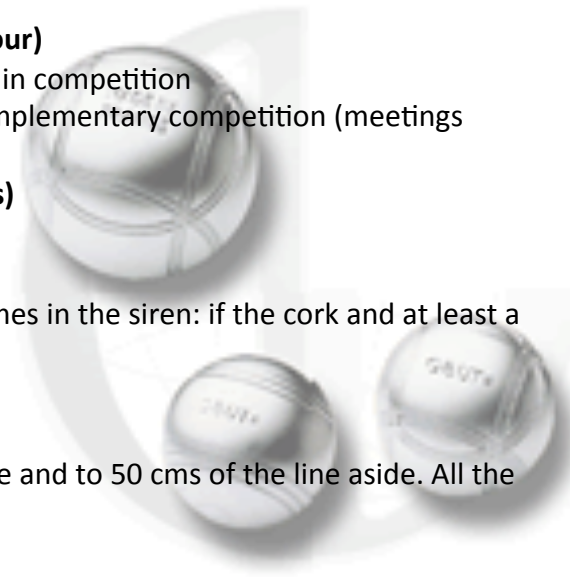 our)
in competition
nplementary competition (meetings
s)
nes in the siren: if the cork and at least a
e and to 50 cms of the line aside. All the